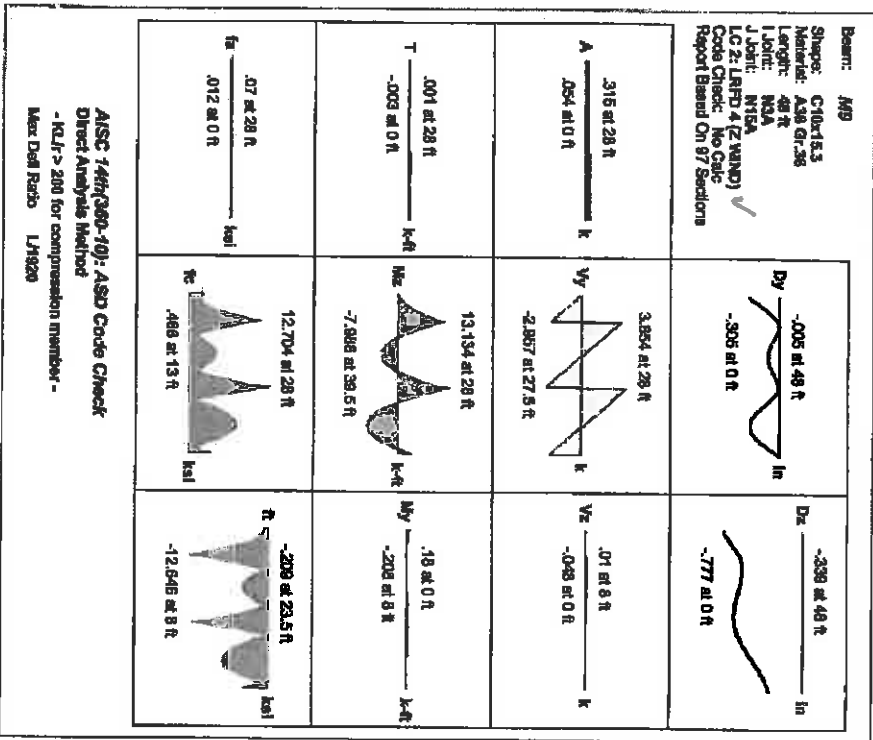 Beam: M9
Shape: C10x15.3
Material: A36 Gr.36
Length: 48 ft
I Joint: N3A
J Joint: N15A
LC 2: LRFD 4 (Z WIND)
Code Check: No Calc
Report Based On 97 Sections
Dy
-.005 at 48 ft
-.305 at 0 ft
in
Dz
-.339 at 48 ft
-.777 at 0 ft
in
A
.315 at 28 ft
.054 at 0 ft
k
Vy
3.854 at 28 ft
-2.957 at 27.5 ft
k
Vz
.01 at 8 ft
-.048 at 0 ft
k
T
.001 at 28 ft
-.003 at 0 ft
k-ft
Mz
13.134 at 28 ft
-7.988 at 39.5 ft
k-ft
My
.18 at 0 ft
-.208 at 8 ft
k-ft
fa
.07 at 28 ft
.012 at 0 ft
ksi
fc
12.704 at 28 ft
.466 at 13 ft
ksi
ft
-.209 at 23.5 ft
-12.646 at 8 ft
ksi
AISC 14th(360-10): ASD Code Check
Direct Analysis Method
- KL/r > 200 for compression member -
Max Defl Ratio L/1920